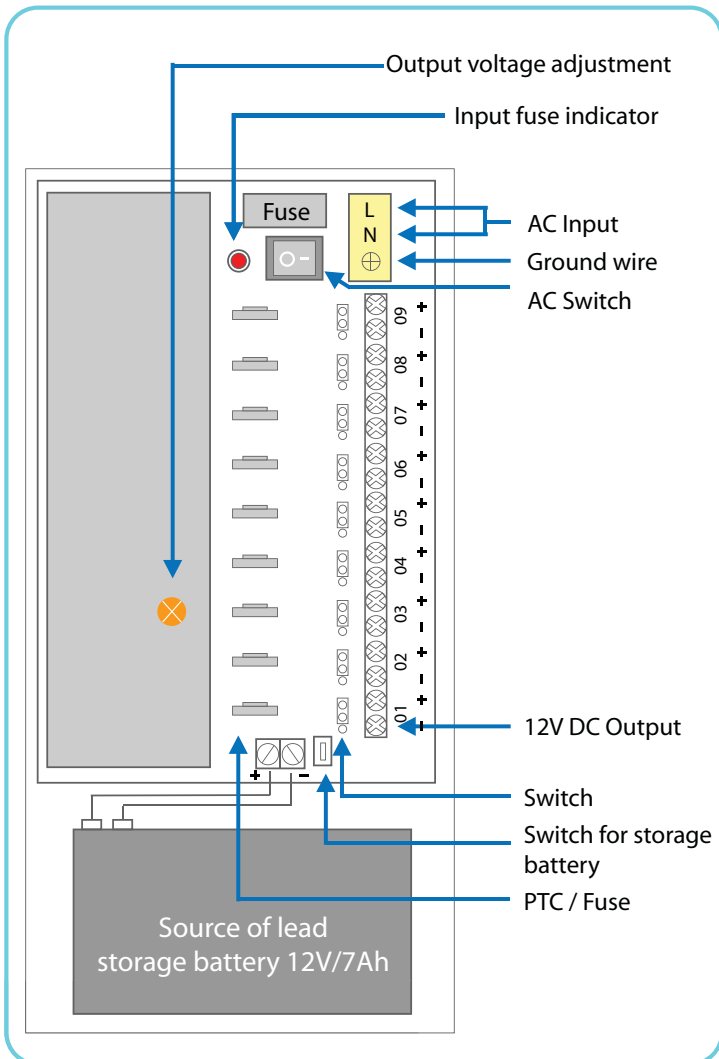 Output voltage adjustment
Input fuse indicator
Fuse
L
N
AC Input
Ground wire
AC Switch
09 + -
08 + -
07 + -
06 + -
05 + -
04 + -
03 + -
02 + -
01 + -
12V DC Output
+ -
Switch
Switch for storage
battery
PTC / Fuse
Source of lead
storage battery 12V/7Ah